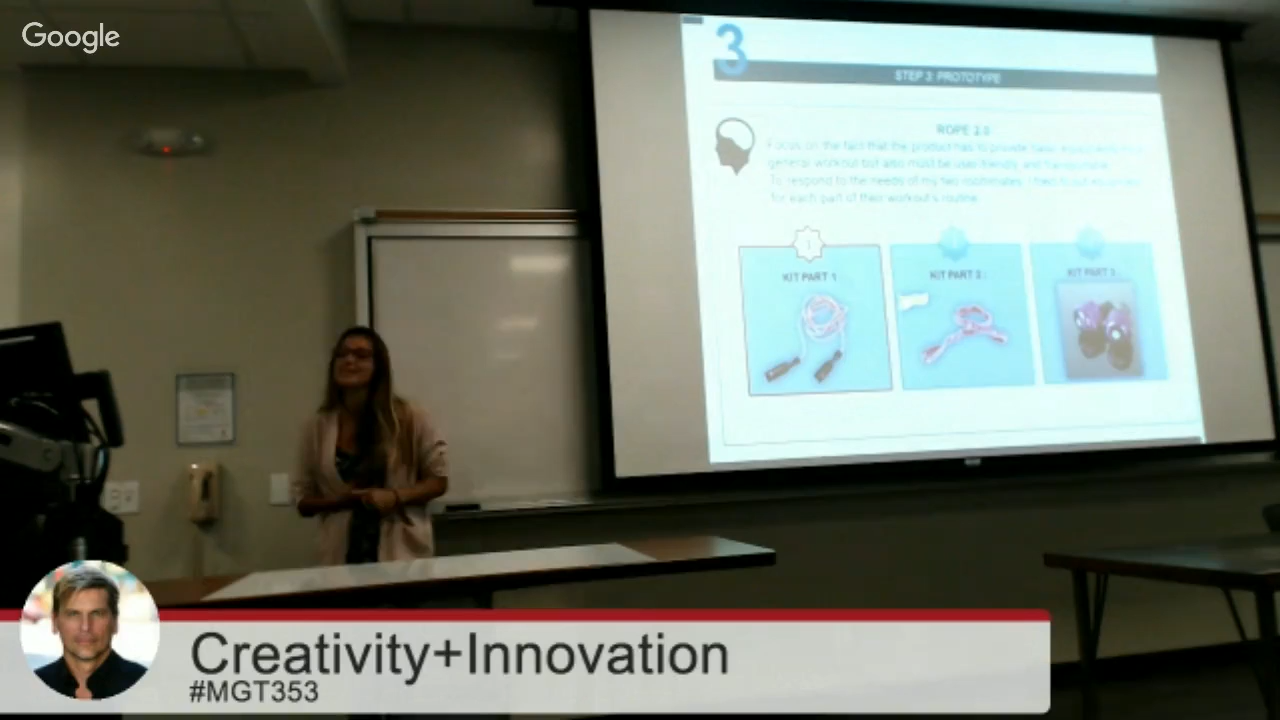 Google
3
STEP 3: PROTOTYPE
ROPE 2.0
Focus on the fact that the product has to provide
general workout but also must be user friendly and transportable.
To respond to the needs of my two roommates, I
for each part of their workout's routine.
1
KIT PART 1
KIT PART 2
KIT PART 3
Creativity+Innovation
#MGT353